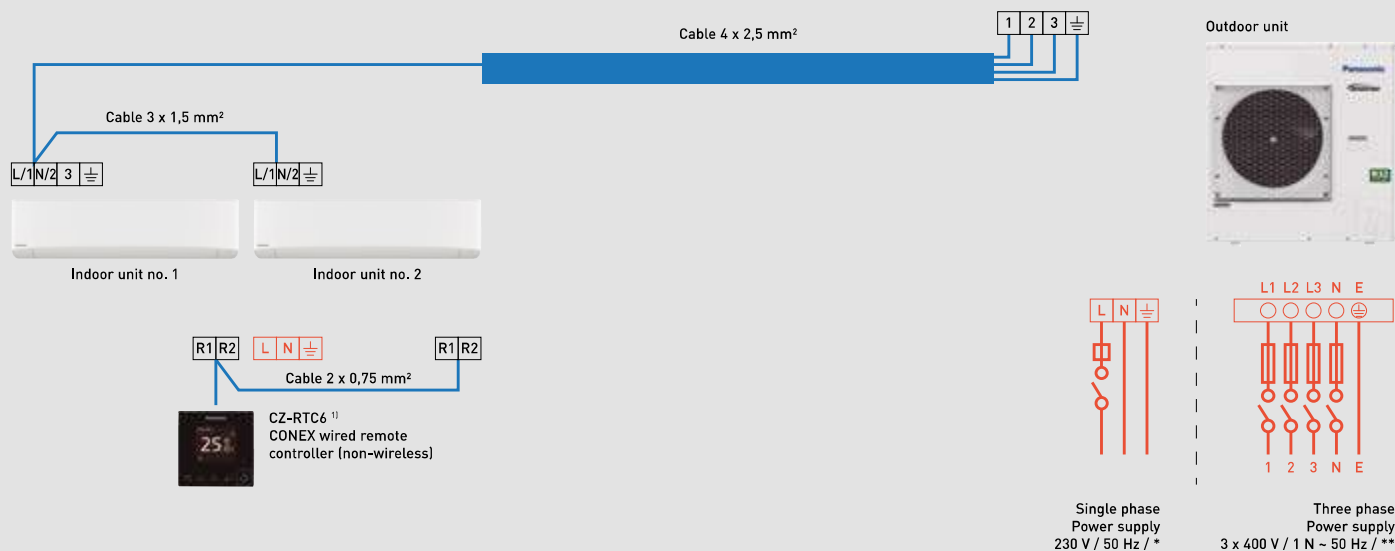 Cable 4 x 2,5 mm²
1 2 3
Outdoor unit
Panasonic
Cable 3 x 1,5 mm²
L/1 N/2 3
L/1 N/2
R32
Indoor unit no. 1
Indoor unit no. 2
L N
L1 L2 L3 N E
R1 R2
L N
R1 R2
Cable 2 x 0,75 mm²
CZ-RTC6 ¹⁾
CONEX wired remote
controller (non-wireless)
25
1 2 3 N E
Single phase
Power supply
230 V / 50 Hz / *
Three phase
Power supply
3 x 400 V / 1 N ~ 50 Hz / **